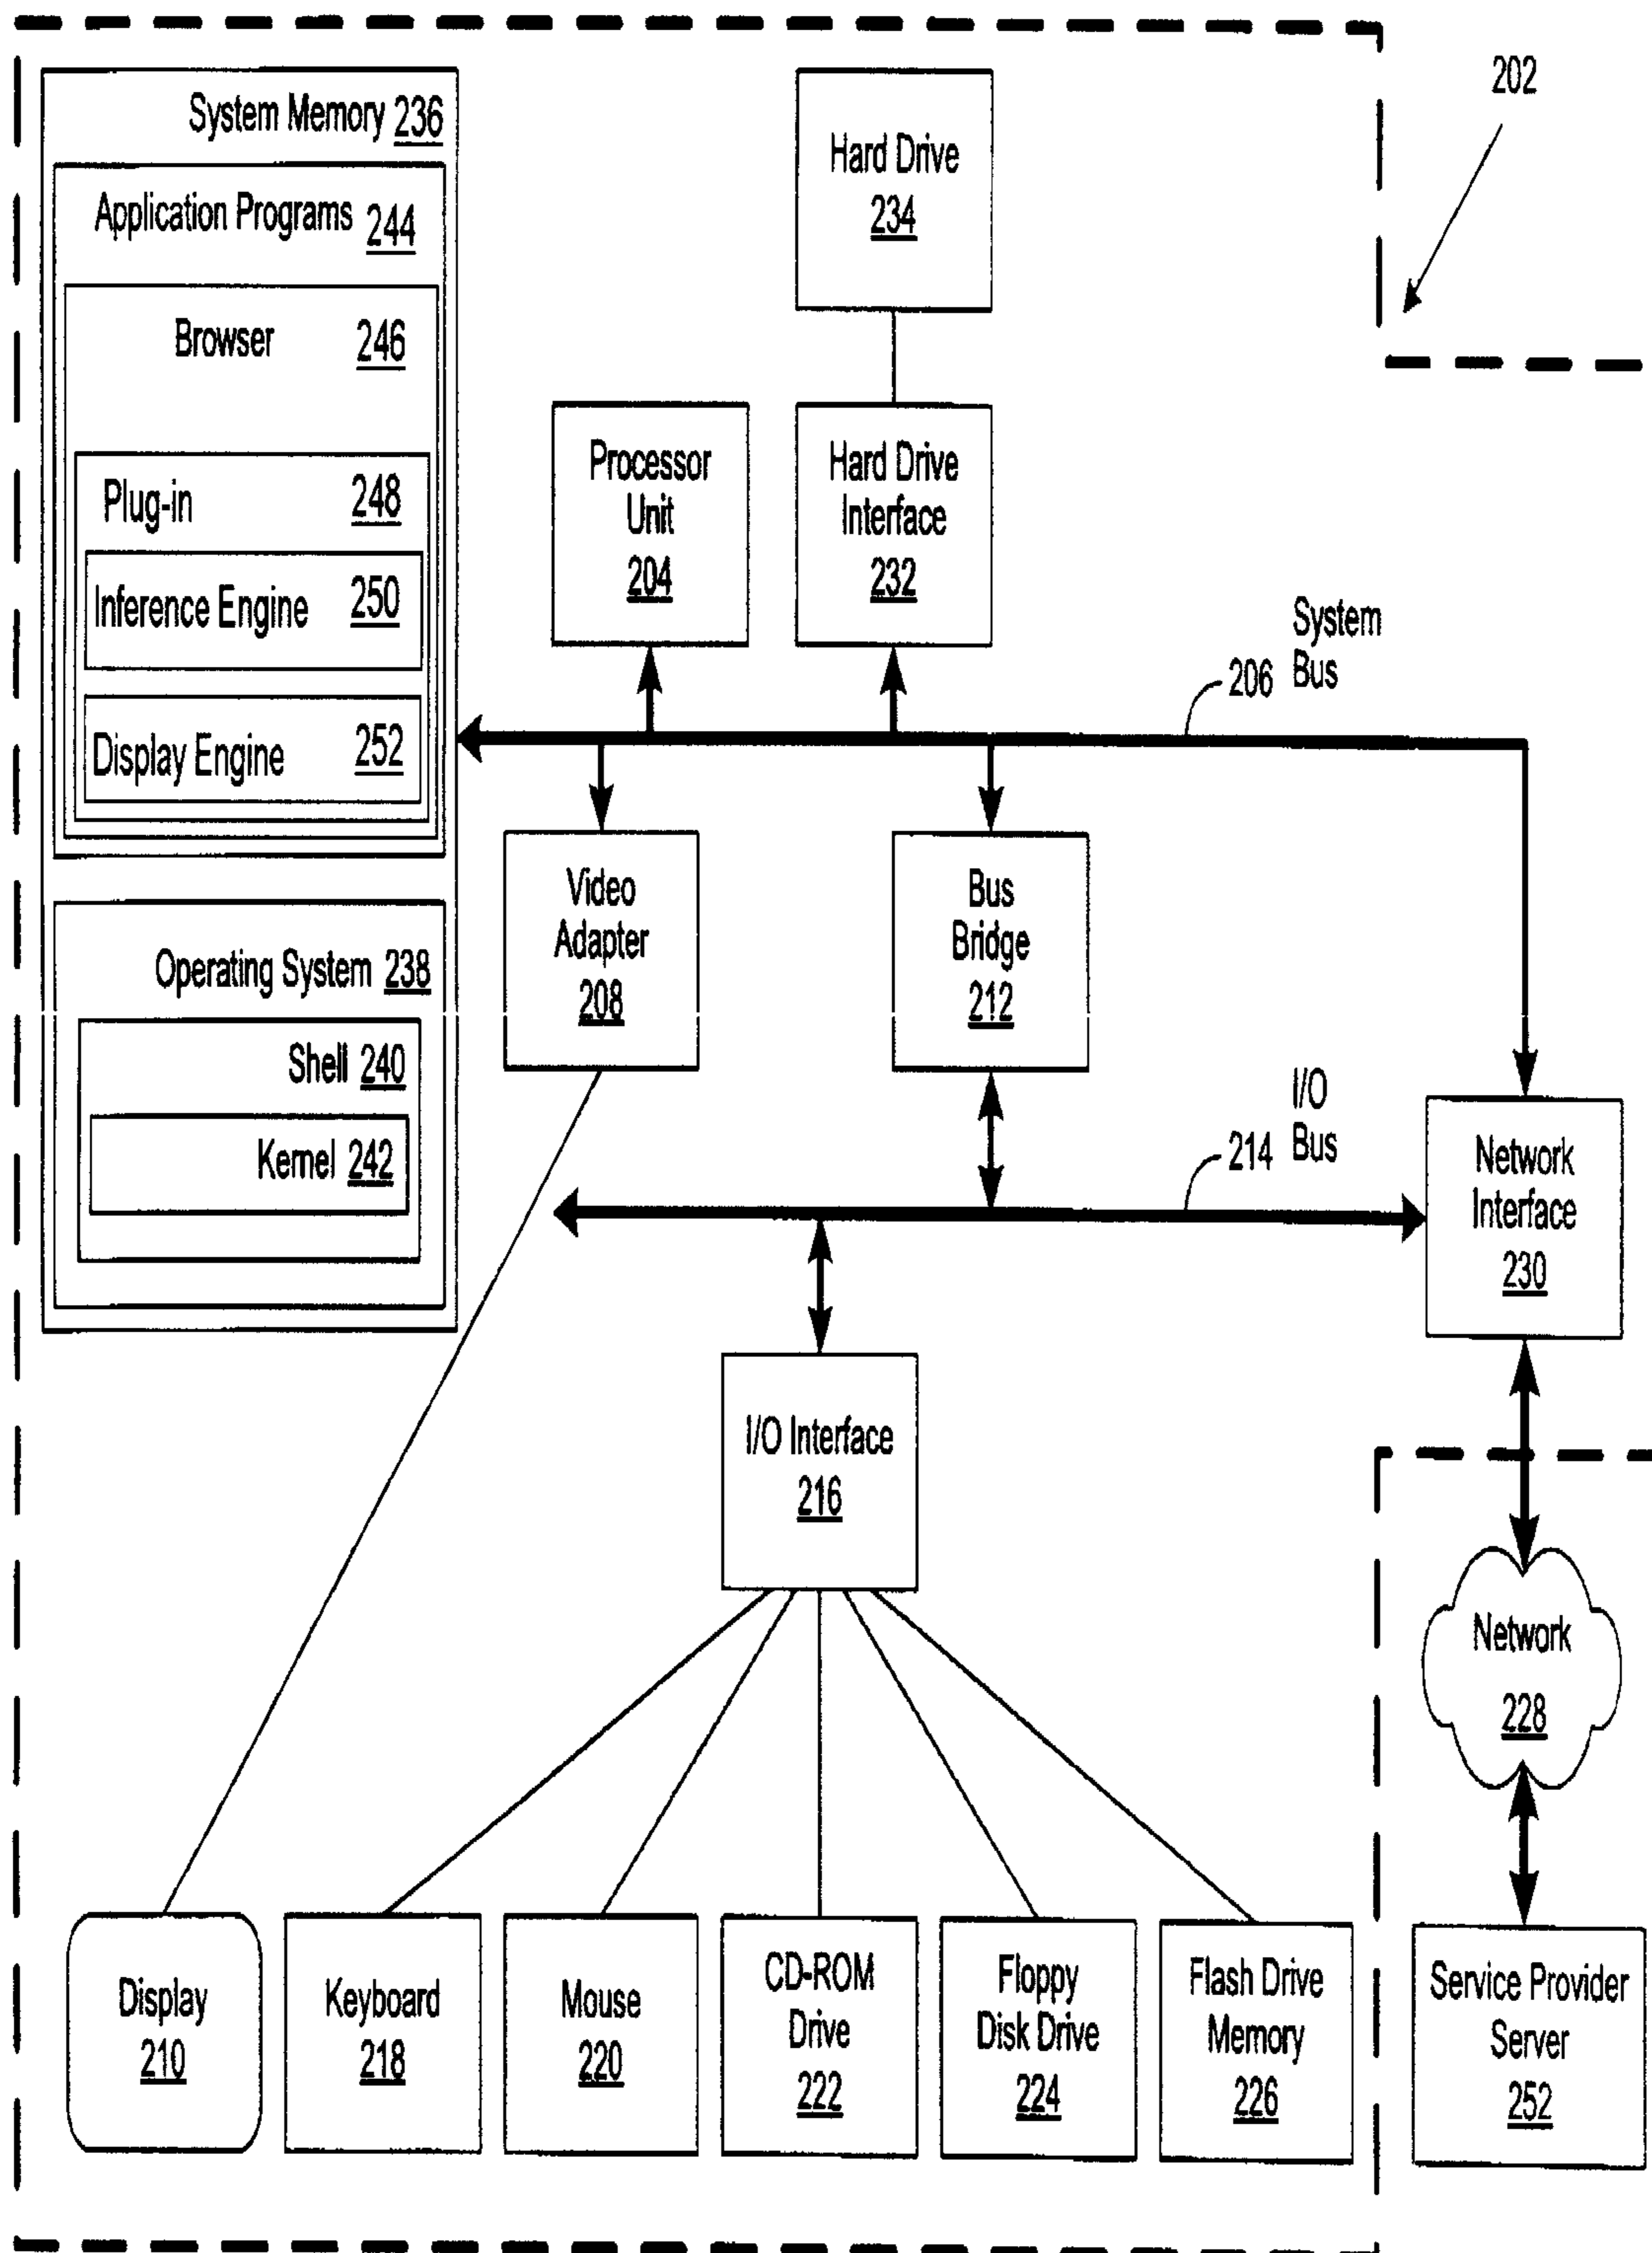 202
System Memory 236
Application Programs 244
Browser 246
Plug-in 248
Inference Engine 250
Display Engine 252
Operating System 238
Shell 240
Kernel 242
Hard Drive
234
Processor
Unit
204
Hard Drive
Interface
232
System
Bus
206
Video
Adapter
208
Bus
Bridge
212
I/O
Bus
214
Network
Interface
230
I/O Interface
216
Network
228
Display
210
Keyboard
218
Mouse
220
CD-ROM
Drive
222
Floppy
Disk Drive
224
Flash Drive
Memory
226
Service Provider
Server
252